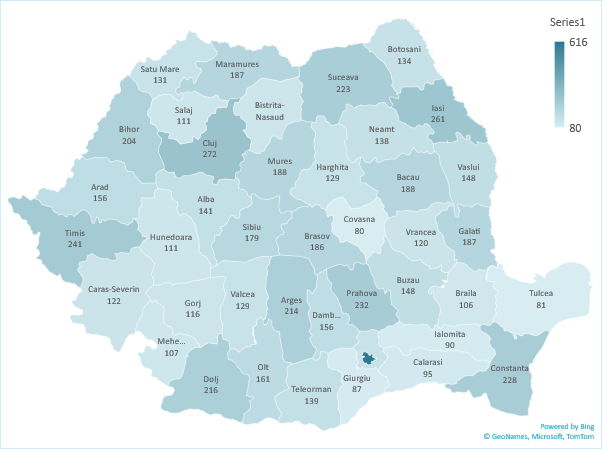 Series1
616
80
Botosani
134
Satu Mare
131
Maramures
187
Suceava
223
Iasi
261
Salaj
111
Bistrita-
Nasaud
Bihor
204
Cluj
272
Neamt
138
Mures
188
Harghita
129
Bacau
188
Vaslui
148
Arad
156
Alba
141
Timis
241
Hunedoara
111
Sibiu
179
Brasov
186
Covasna
80
Vrancea
120
Galati
187
Caras-Severin
122
Gorj
116
Valcea
129
Arges
214
Damb...
156
Prahova
232
Buzau
148
Braila
106
Tulcea
81
Mehe...
107
Ialomita
90
Dolj
216
Olt
161
Teleorman
139
Giurgiu
87
Calarasi
95
Constanta
228
Powered by Bing
© GeoNames, Microsoft, TomTom